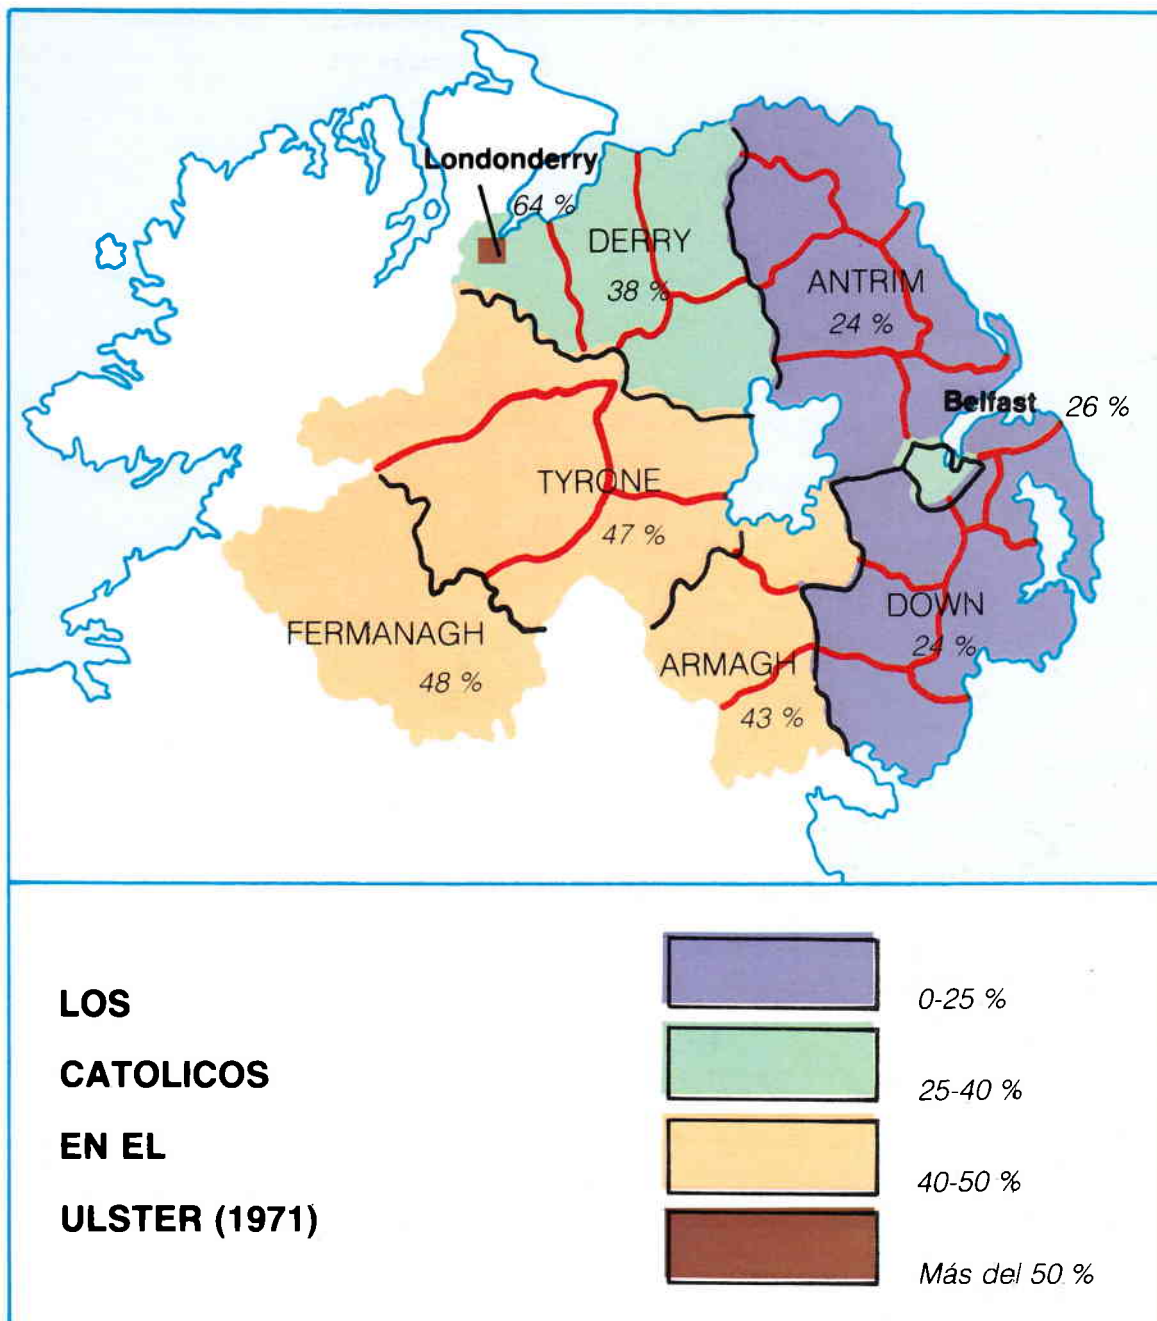 Londonderry
64 %
DERRY
38 %
ANTRIM
24 %
Belfast
26 %
TYRONE
47 %
DOWN
24 %
FERMANAGH
48 %
ARMAGH
43 %
LOS
CATOLICOS
EN EL
ULSTER (1971)
0-25 %
25-40 %
40-50 %
Más del 50 %